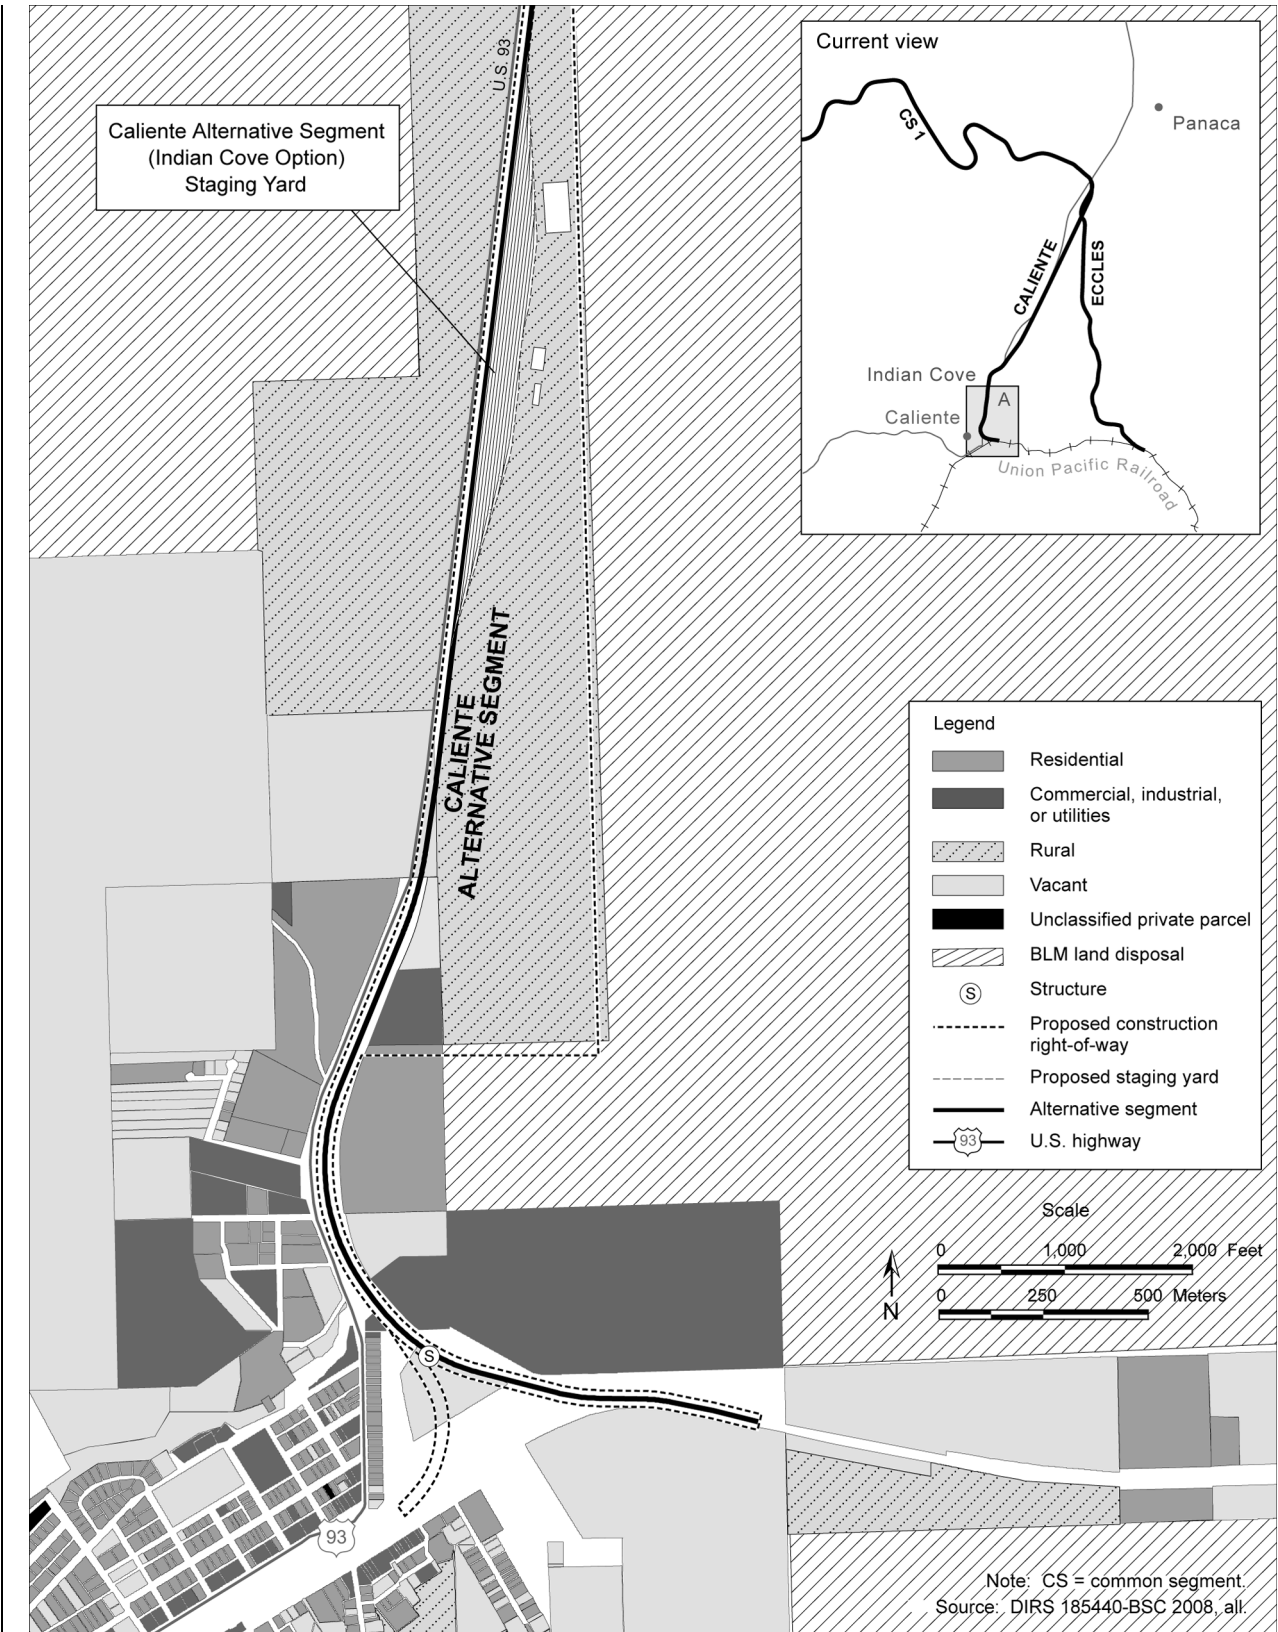 U.S. 93
Caliente Alternative Segment
(Indian Cove Option)
Staging Yard
Current view
CS 1
Panaca
CALIENTE
ECCLES
Indian Cove
A
Caliente
Union Pacific Railroad
CALIENTE
ALTERNATIVE SEGMENT
Legend
Residential
Commercial, industrial,
or utilities
Rural
Vacant
Unclassified private parcel
BLM land disposal
S
Structure
Proposed construction
right-of-way
Proposed staging yard
Alternative segment
93
U.S. highway
Scale
0 1,000 2,000 Feet
0 250 500 Meters
N
S
93
Note: CS = common segment.
Source: DIRS 185440-BSC 2008, all.